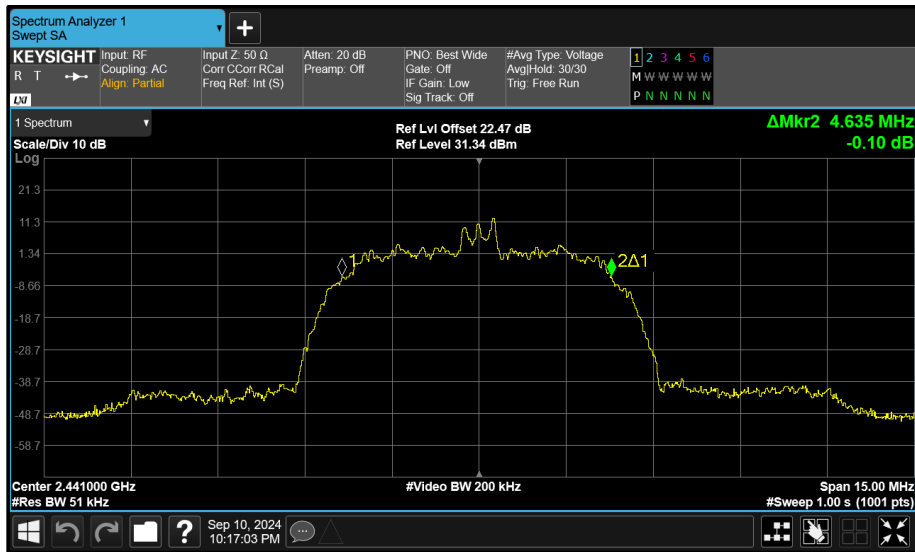 Spectrum Analyzer 1
Swept SA
+
KEYSIGHT
R T
LXI
Input: RF
Coupling: AC
Align: Partial
Input Z: 50 Ω
Corr CCorr RCal
Freq Ref: Int (S)
Atten: 20 dB
Preamp: Off
PNO: Best Wide
Gate: Off
IF Gain: Low
Sig Track: Off
#Avg Type: Voltage
Avg|Hold: 30/30
Trig: Free Run
1 2 3 4 5 6
M W W W W W
P N N N N N
1 Spectrum
Scale/Div 10 dB
Log
Ref Lvl Offset 22.47 dB
Ref Level 31.34 dBm
ΔMkr2 4.635 MHz
-0.10 dB
21.3
11.3
1.34
-8.66
-18.7
-28.7
-38.7
-48.7
-58.7
1
2Δ1
Center 2.441000 GHz
#Res BW 51 kHz
#Video BW 200 kHz
Span 15.00 MHz
#Sweep 1.00 s (1001 pts)
?
Sep 10, 2024
10:17:03 PM